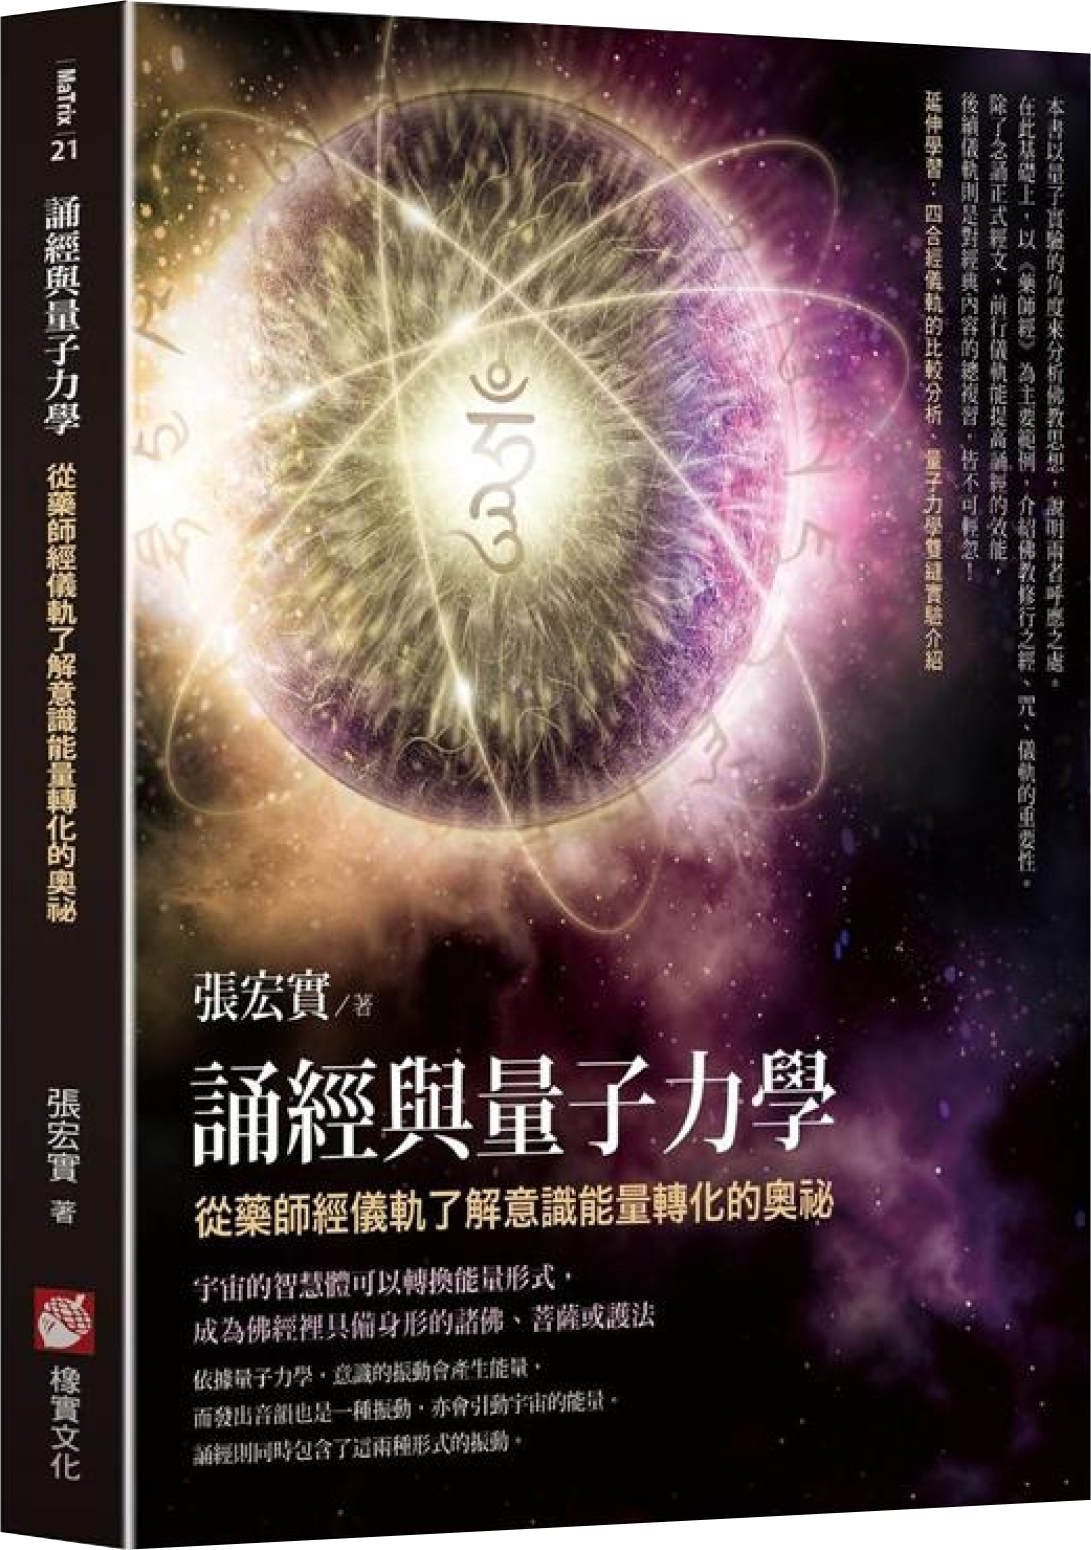 MaTrix
21
誦經與量子力學
從藥師經儀軌了解意識能量轉化的奧祕
張宏實 著
橡實文化
本書以量子實驗的角度來分析佛教思想，說明兩者呼應之處。
在此基礎上，以《藥師經》為主要範例，介紹佛教修行之經、咒、儀軌的重要性。
除了念誦正式經文，前行儀軌能提高誦經的效能，
後續儀軌則是對經典內容的總複習，皆不可輕忽！
延伸學習：四合經儀軌的比較分析、量子力學雙縫實驗介紹
張宏實/著
誦經與量子力學
從藥師經儀軌了解意識能量轉化的奧祕
宇宙的智慧體可以轉換能量形式，
成為佛經裡具備身形的諸佛、菩薩或護法
依據量子力學，意識的振動會產生能量，
而發出音韻也是一種振動，亦會引動宇宙的能量。
誦經則同時包含了這兩種形式的振動。